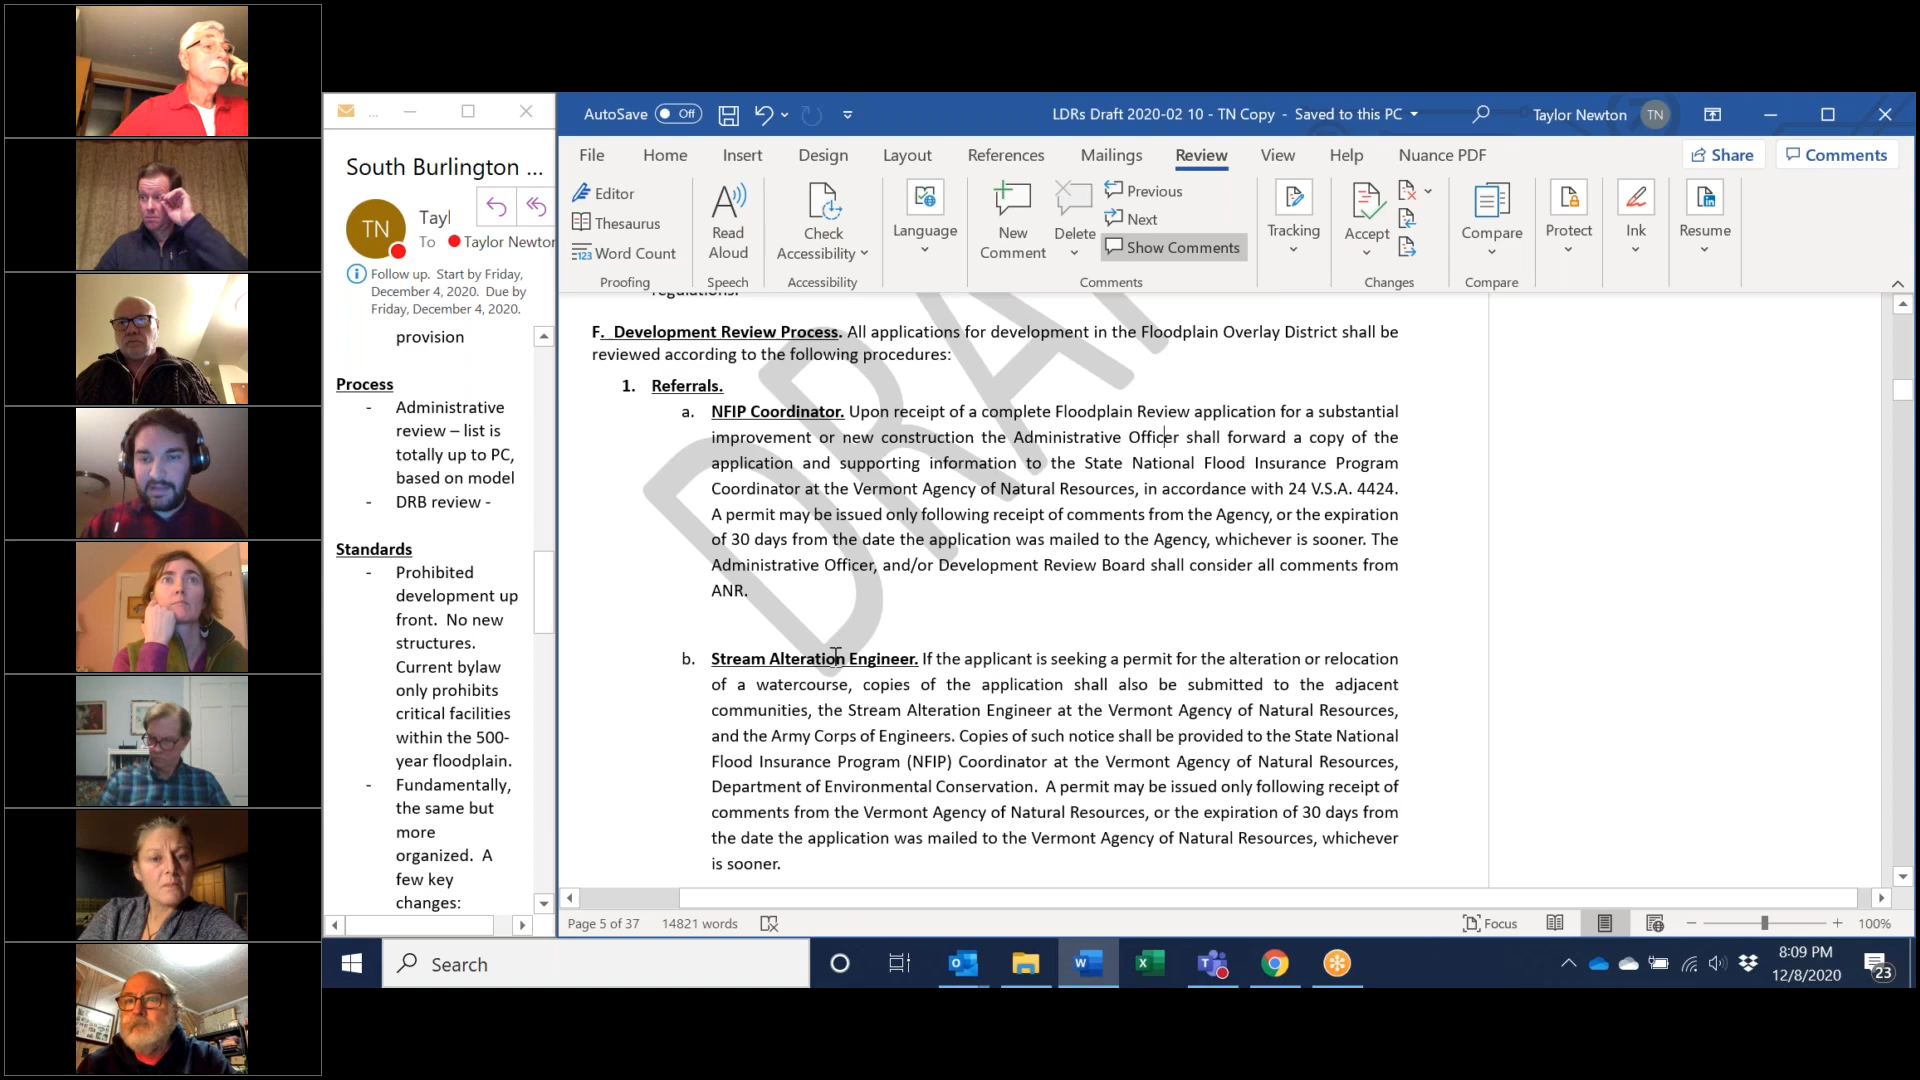 AutoSave Off
LDRs Draft 2020-02 10 - TN Copy - Saved to this PC
Taylor Newton TN
File Home Insert Design Layout References Mailings Review View Help Nuance PDF
Share Comments
Editor
Thesaurus
Word Count
Proofing
Read Aloud
Speech
Check Accessibility
Accessibility
Language
New Comment
Delete
Previous
Next
Show Comments
Comments
Tracking
Accept
Changes
Compare
Compare
Protect
Ink
Resume
...
South Burlington ...
TN
Tayl
To Taylor Newton
Follow up. Start by Friday,
December 4, 2020. Due by
Friday, December 4, 2020.
provision
Process
- Administrative
review – list is
totally up to PC,
based on model
- DRB review -
Standards
- Prohibited
development up
front. No new
structures.
Current bylaw
only prohibits
critical facilities
within the 500-
year floodplain.
- Fundamentally,
the same but
more
organized. A
few key
changes:
regulations.
DRAF
F. Development Review Process. All applications for development in the Floodplain Overlay District shall be
reviewed according to the following procedures:
1. Referrals.
a. NFIP Coordinator. Upon receipt of a complete Floodplain Review application for a substantial
improvement or new construction the Administrative Officer shall forward a copy of the
application and supporting information to the State National Flood Insurance Program
Coordinator at the Vermont Agency of Natural Resources, in accordance with 24 V.S.A. 4424.
A permit may be issued only following receipt of comments from the Agency, or the expiration
of 30 days from the date the application was mailed to the Agency, whichever is sooner. The
Administrative Officer, and/or Development Review Board shall consider all comments from
ANR.
b. Stream Alteration Engineer. If the applicant is seeking a permit for the alteration or relocation
of a watercourse, copies of the application shall also be submitted to the adjacent
communities, the Stream Alteration Engineer at the Vermont Agency of Natural Resources,
and the Army Corps of Engineers. Copies of such notice shall be provided to the State National
Flood Insurance Program (NFIP) Coordinator at the Vermont Agency of Natural Resources,
Department of Environmental Conservation. A permit may be issued only following receipt of
comments from the Vermont Agency of Natural Resources, or the expiration of 30 days from
the date the application was mailed to the Vermont Agency of Natural Resources, whichever
is sooner.
Page 5 of 37 14821 words
Focus 100%
Search
8:09 PM
12/8/2020
23